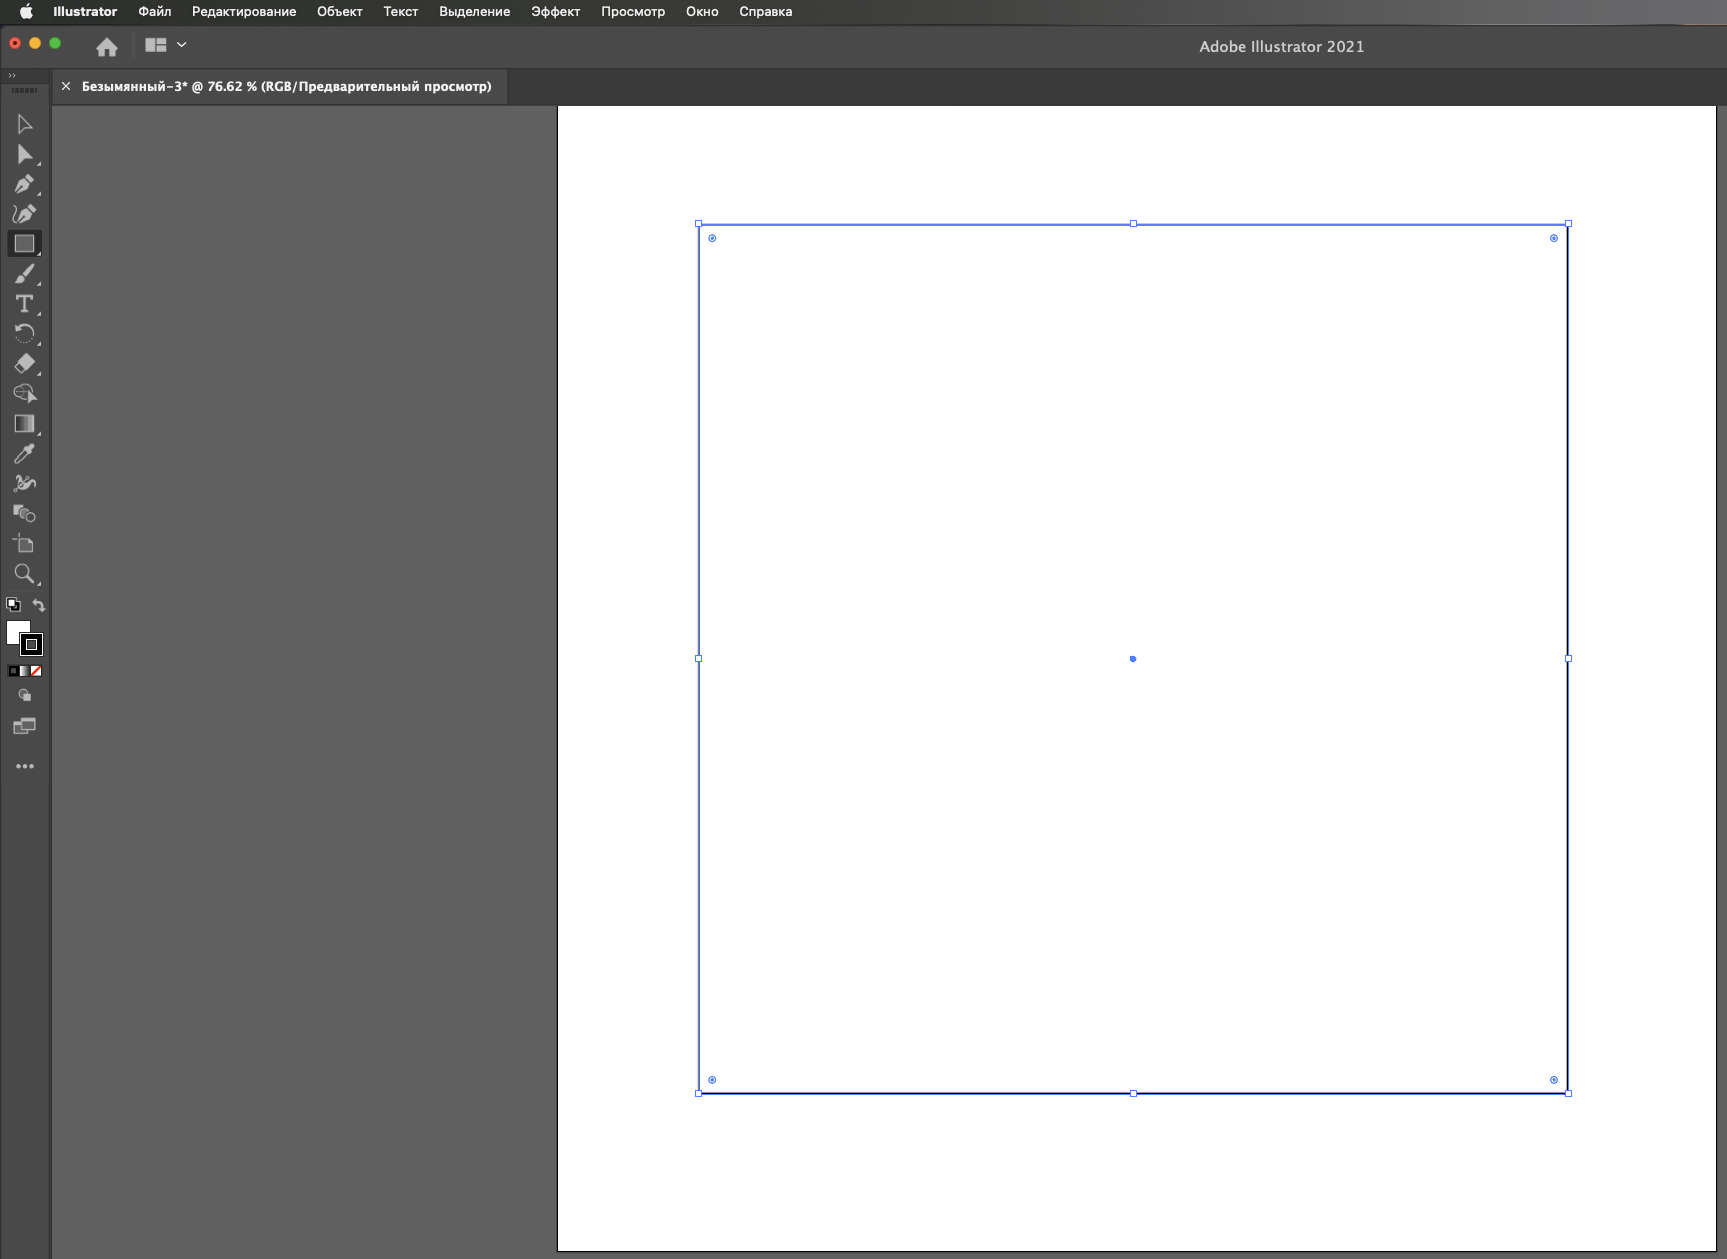 Illustrator Файл Редактирование Объект Текст Выделение Эффект Просмотр Окно Справка
Adobe Illustrator 2021
Безымянный-3* @ 76.62 % (RGB/Предварительный просмотр)